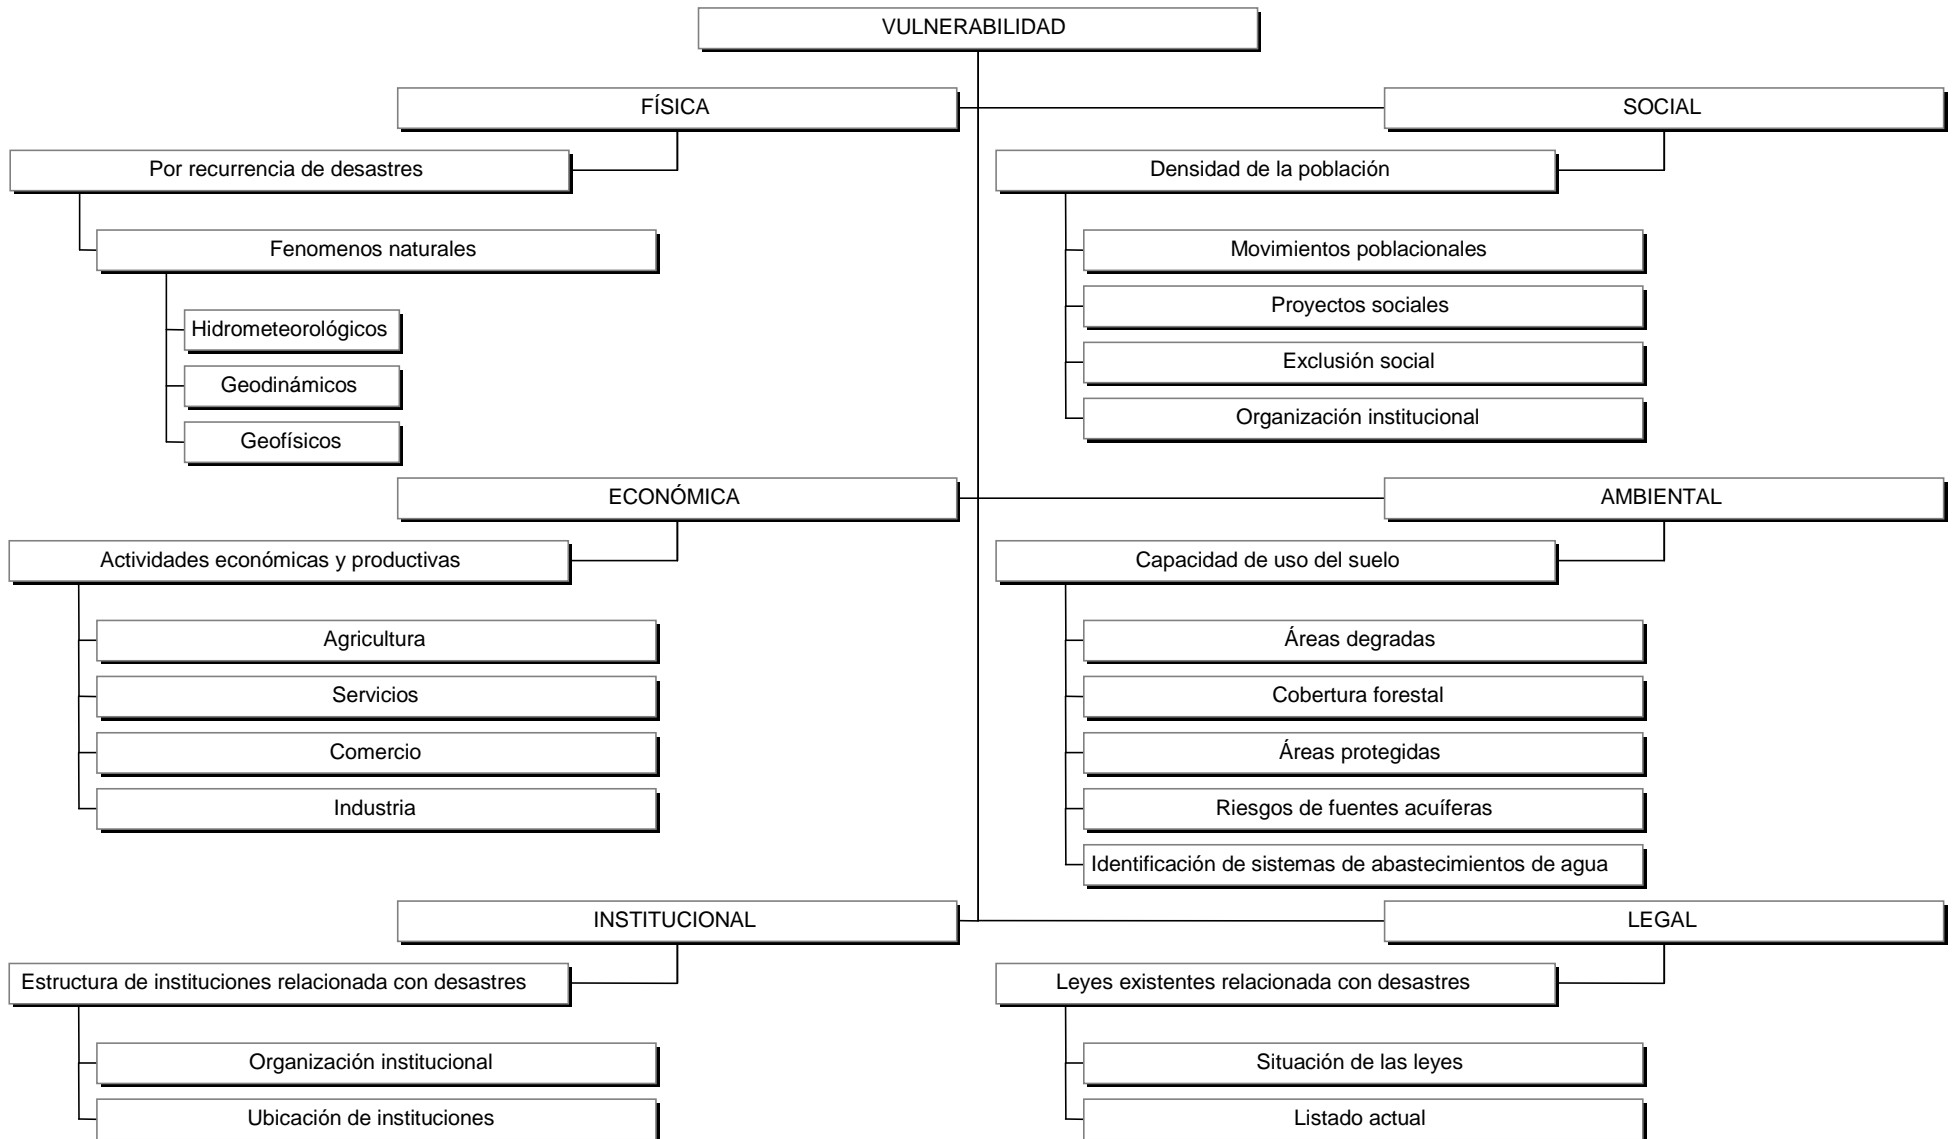 VULNERABILIDAD
FÍSICA
SOCIAL
Por recurrencia de desastres
Densidad de la población
Fenomenos naturales
Movimientos poblacionales
Proyectos sociales
Hidrometeorológicos
Exclusión social
Geodinámicos
Organización institucional
Geofísicos
ECONÓMICA
AMBIENTAL
Actividades económicas y productivas
Capacidad de uso del suelo
Agricultura
Áreas degradas
Servicios
Cobertura forestal
Comercio
Áreas protegidas
Industria
Riesgos de fuentes acuíferas
Identificación de sistemas de abastecimientos de agua
INSTITUCIONAL
LEGAL
Estructura de instituciones relacionada con desastres
Leyes existentes relacionada con desastres
Organización institucional
Situación de las leyes
Ubicación de instituciones
Listado actual